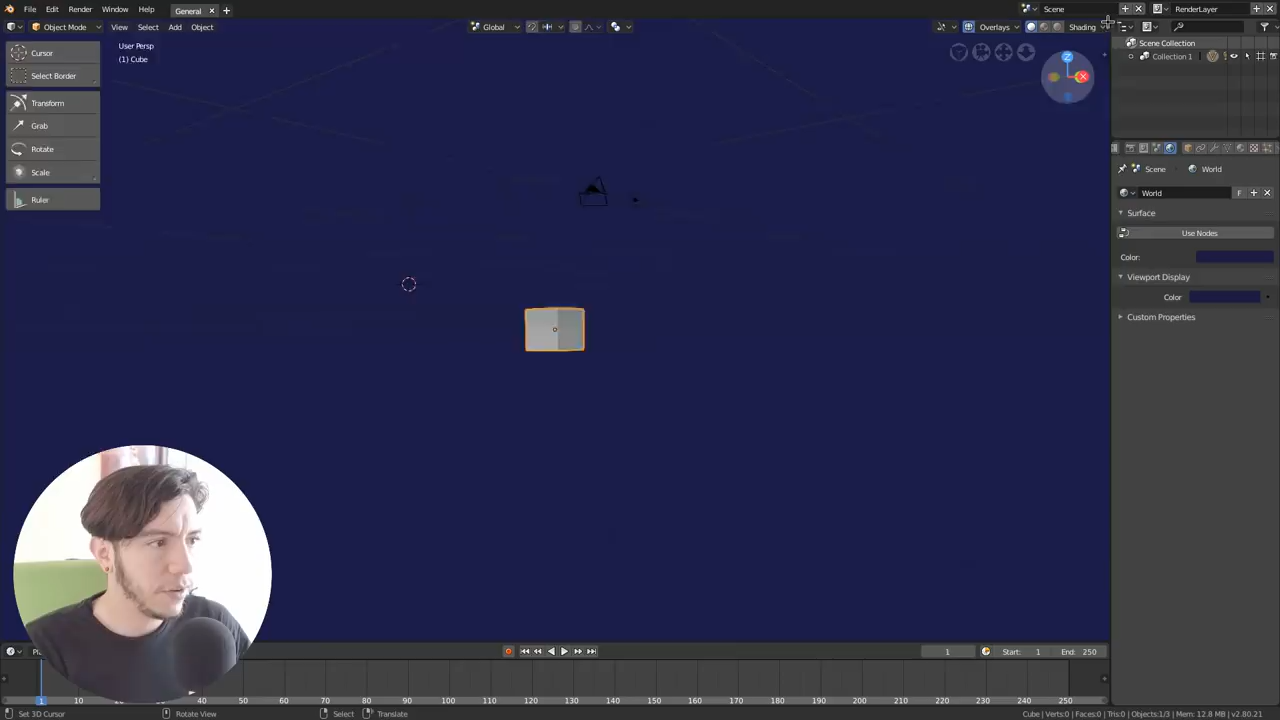 File Edit Render Window Help General Scene RenderLayer
Object Mode View Select Add Object Global Overlays Shading
User Persp
(1) Cube
Cursor
Select Border
Transform
Grab
Rotate
Scale
Ruler
Z
X
Scene Collection
Collection 1
Scene World
World F
Surface
Use Nodes
Color:
Viewport Display
Color
Custom Properties
1 Start: 1 End: 250
1 10 80 90 100 110 120 130 140 150 160 170 180 190 200 210 220 230 240 250
Set 3D Cursor Rotate View Select Translate Cube | Verts:0 | Faces:0 | Tris:0 | Objects:1/3 | Mem: 12.8 MB | v2.80.21